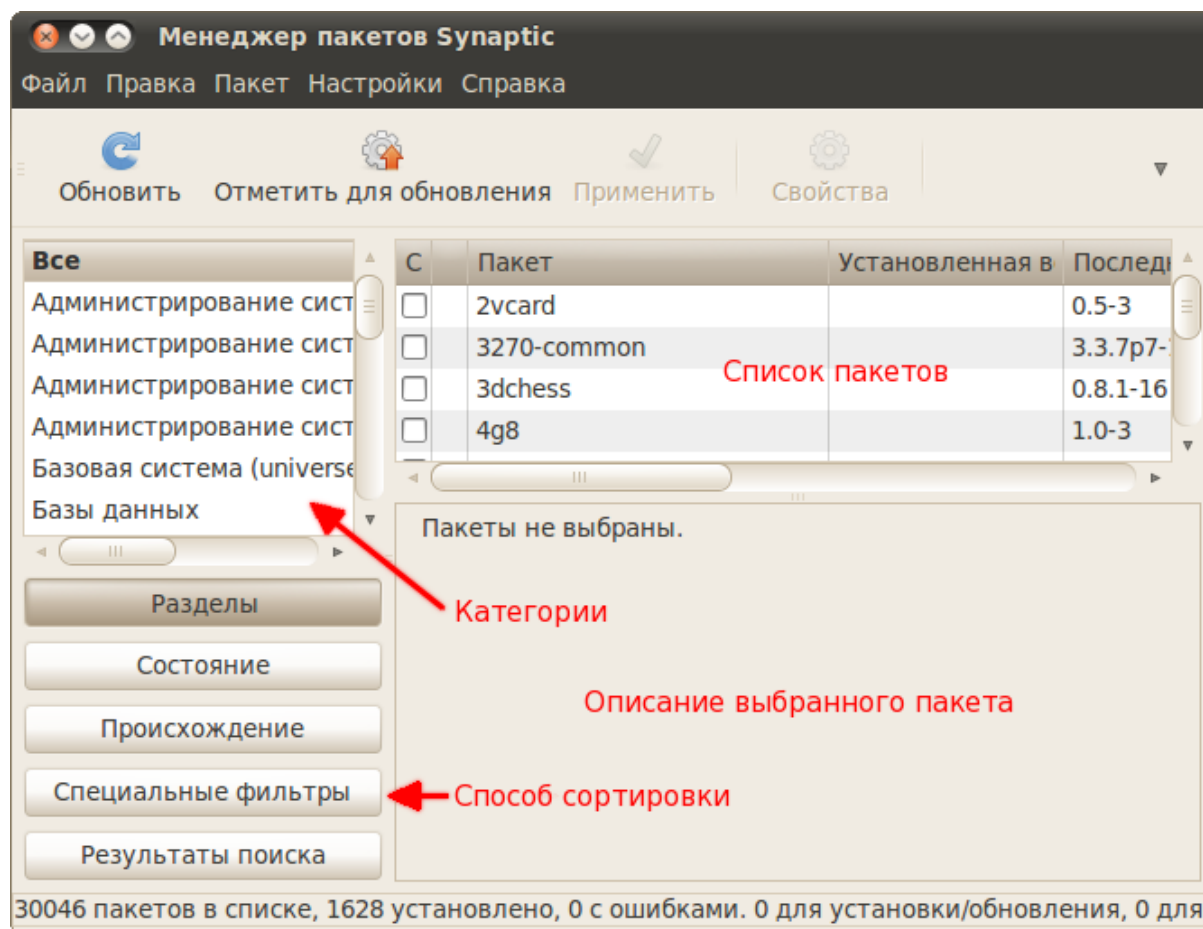 Менеджер пакетов Synaptic
Файл Правка Пакет Настройки Справка
Обновить Отметить для обновления Применить Свойства
Все
Администрирование сист
Администрирование сист
Администрирование сист
Администрирование сист
Базовая система (universe
Базы данных
С Пакет Установленная в Последн
2vcard 0.5-3
3270-common 3.3.7p7-
3dchess 0.8.1-16
4g8 1.0-3
Список пакетов
Пакеты не выбраны.
Категории
Описание выбранного пакета
Способ сортировки
Разделы
Состояние
Происхождение
Специальные фильтры
Результаты поиска
30046 пакетов в списке, 1628 установлено, 0 с ошибками. 0 для установки/обновления, 0 для